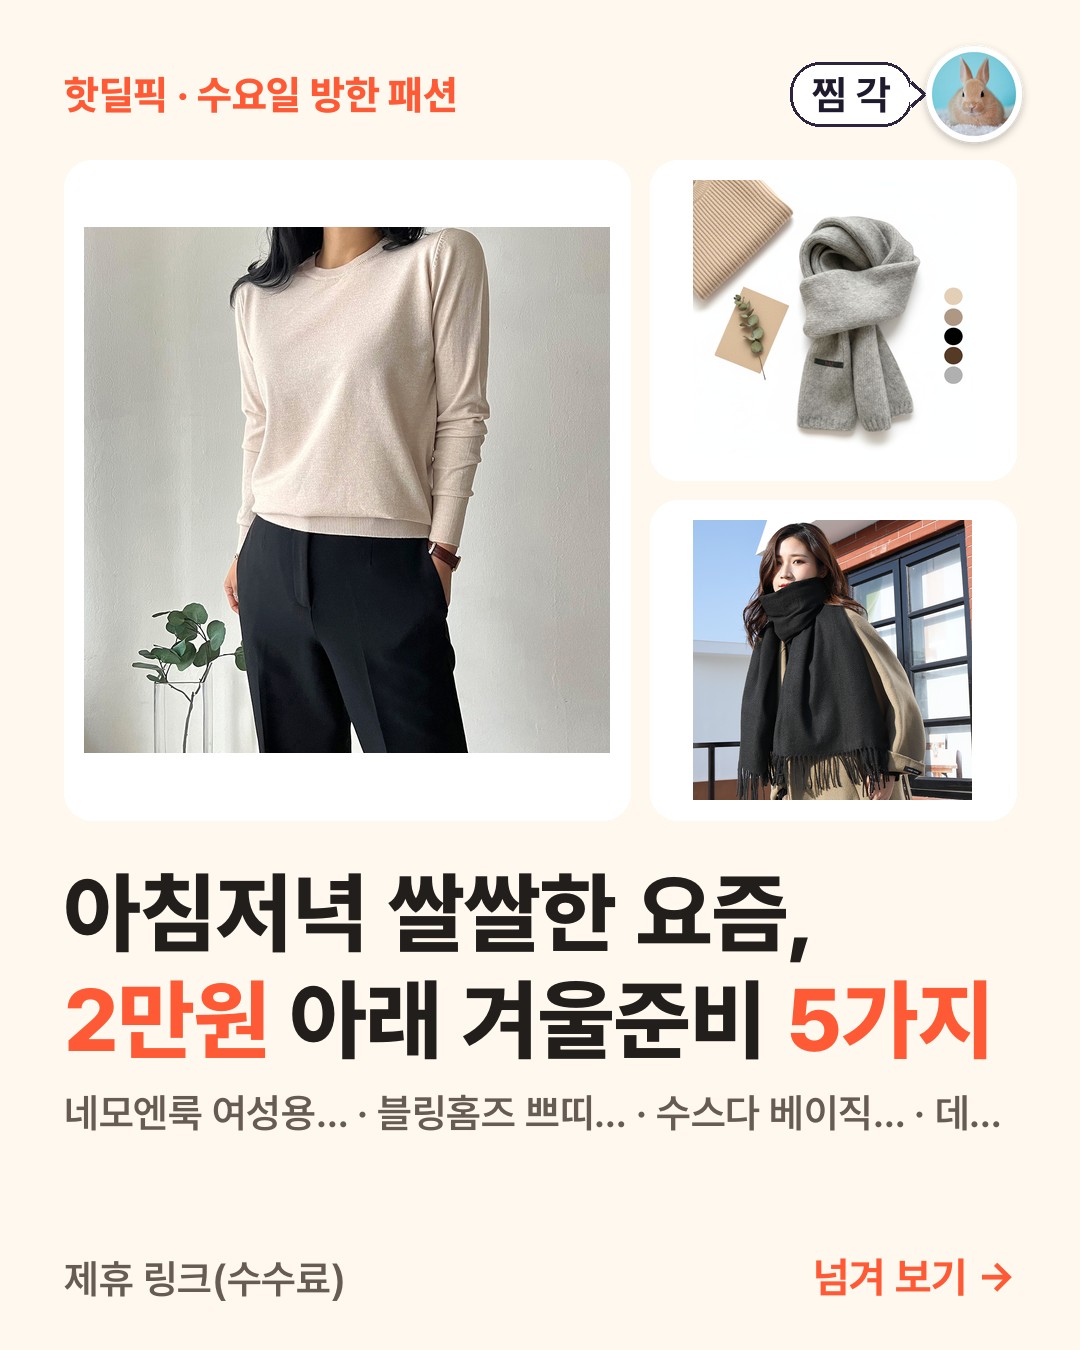 핫딜픽 · 수요일 방한 패션
찜 각
아침저녁 쌀쌀한 요즘,
2만원 아래 겨울준비 5가지
네모엔룩 여성용... · 블링홈즈 쁘띠... · 수스다 베이직... · 데...
제휴 링크(수수료)
넘겨 보기 →